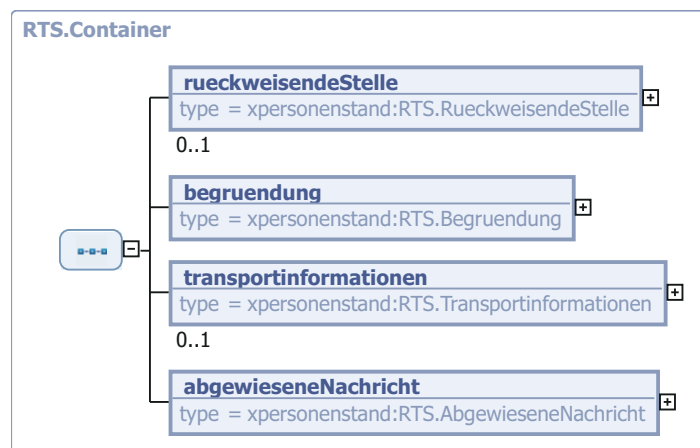 RTS.Container
rueckweisendeStelle
type = xpersonenstand:RTS.RueckweisendeStelle
0..1
begruendung
type = xpersonenstand:RTS.Begruendung
transportinformationen
type = xpersonenstand:RTS.Transportinformationen
0..1
abgewieseneNachricht
type = xpersonenstand:RTS.AbgewieseneNachricht